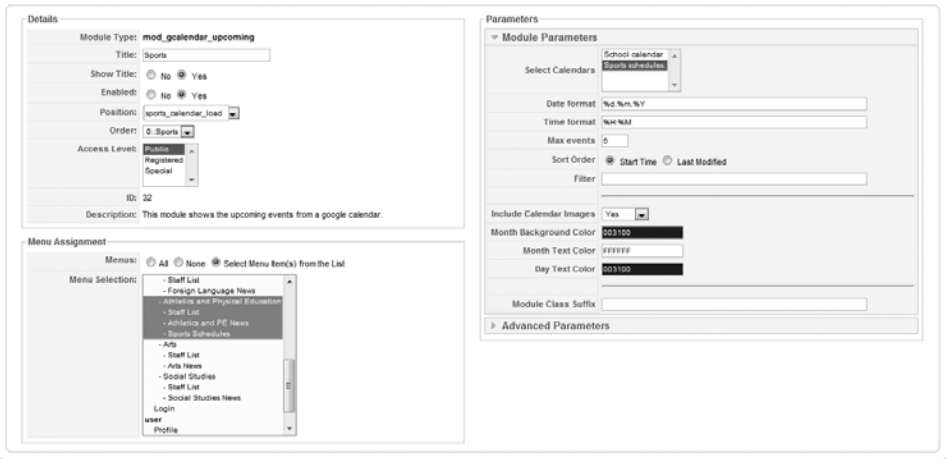 Details
Module Type: mod_gcalendar_upcoming
Title: Sports
Show Title: No Yes
Enabled: No Yes
Position: sports_calendar_load
Order: 0::Sports
Access Level: Public
Registered
Special
ID: 32
Description: This module shows the upcoming events from a google calendar.
Menu Assignment
Menus: All None Select Menu Item(s) from the List
Menu Selection:
- Staff List
- Foreign Language News
- Athletics and Physical Education
- Staff List
- Athletics and PE News
- Sports Schedules
- Arts
- Staff List
- Arts News
- Social Studies
- Staff List
- Social Studies News
Login
user
Profile
Parameters
Module Parameters
Select Calendars
School calendar
Sports schedules
Date format %d.%m.%Y
Time format %H:%M
Max events 5
Sort Order Start Time Last Modified
Filter
Include Calendar Images Yes
Month Background Color 003100
Month Text Color FFFFFF
Day Text Color 003100
Module Class Suffix
Advanced Parameters